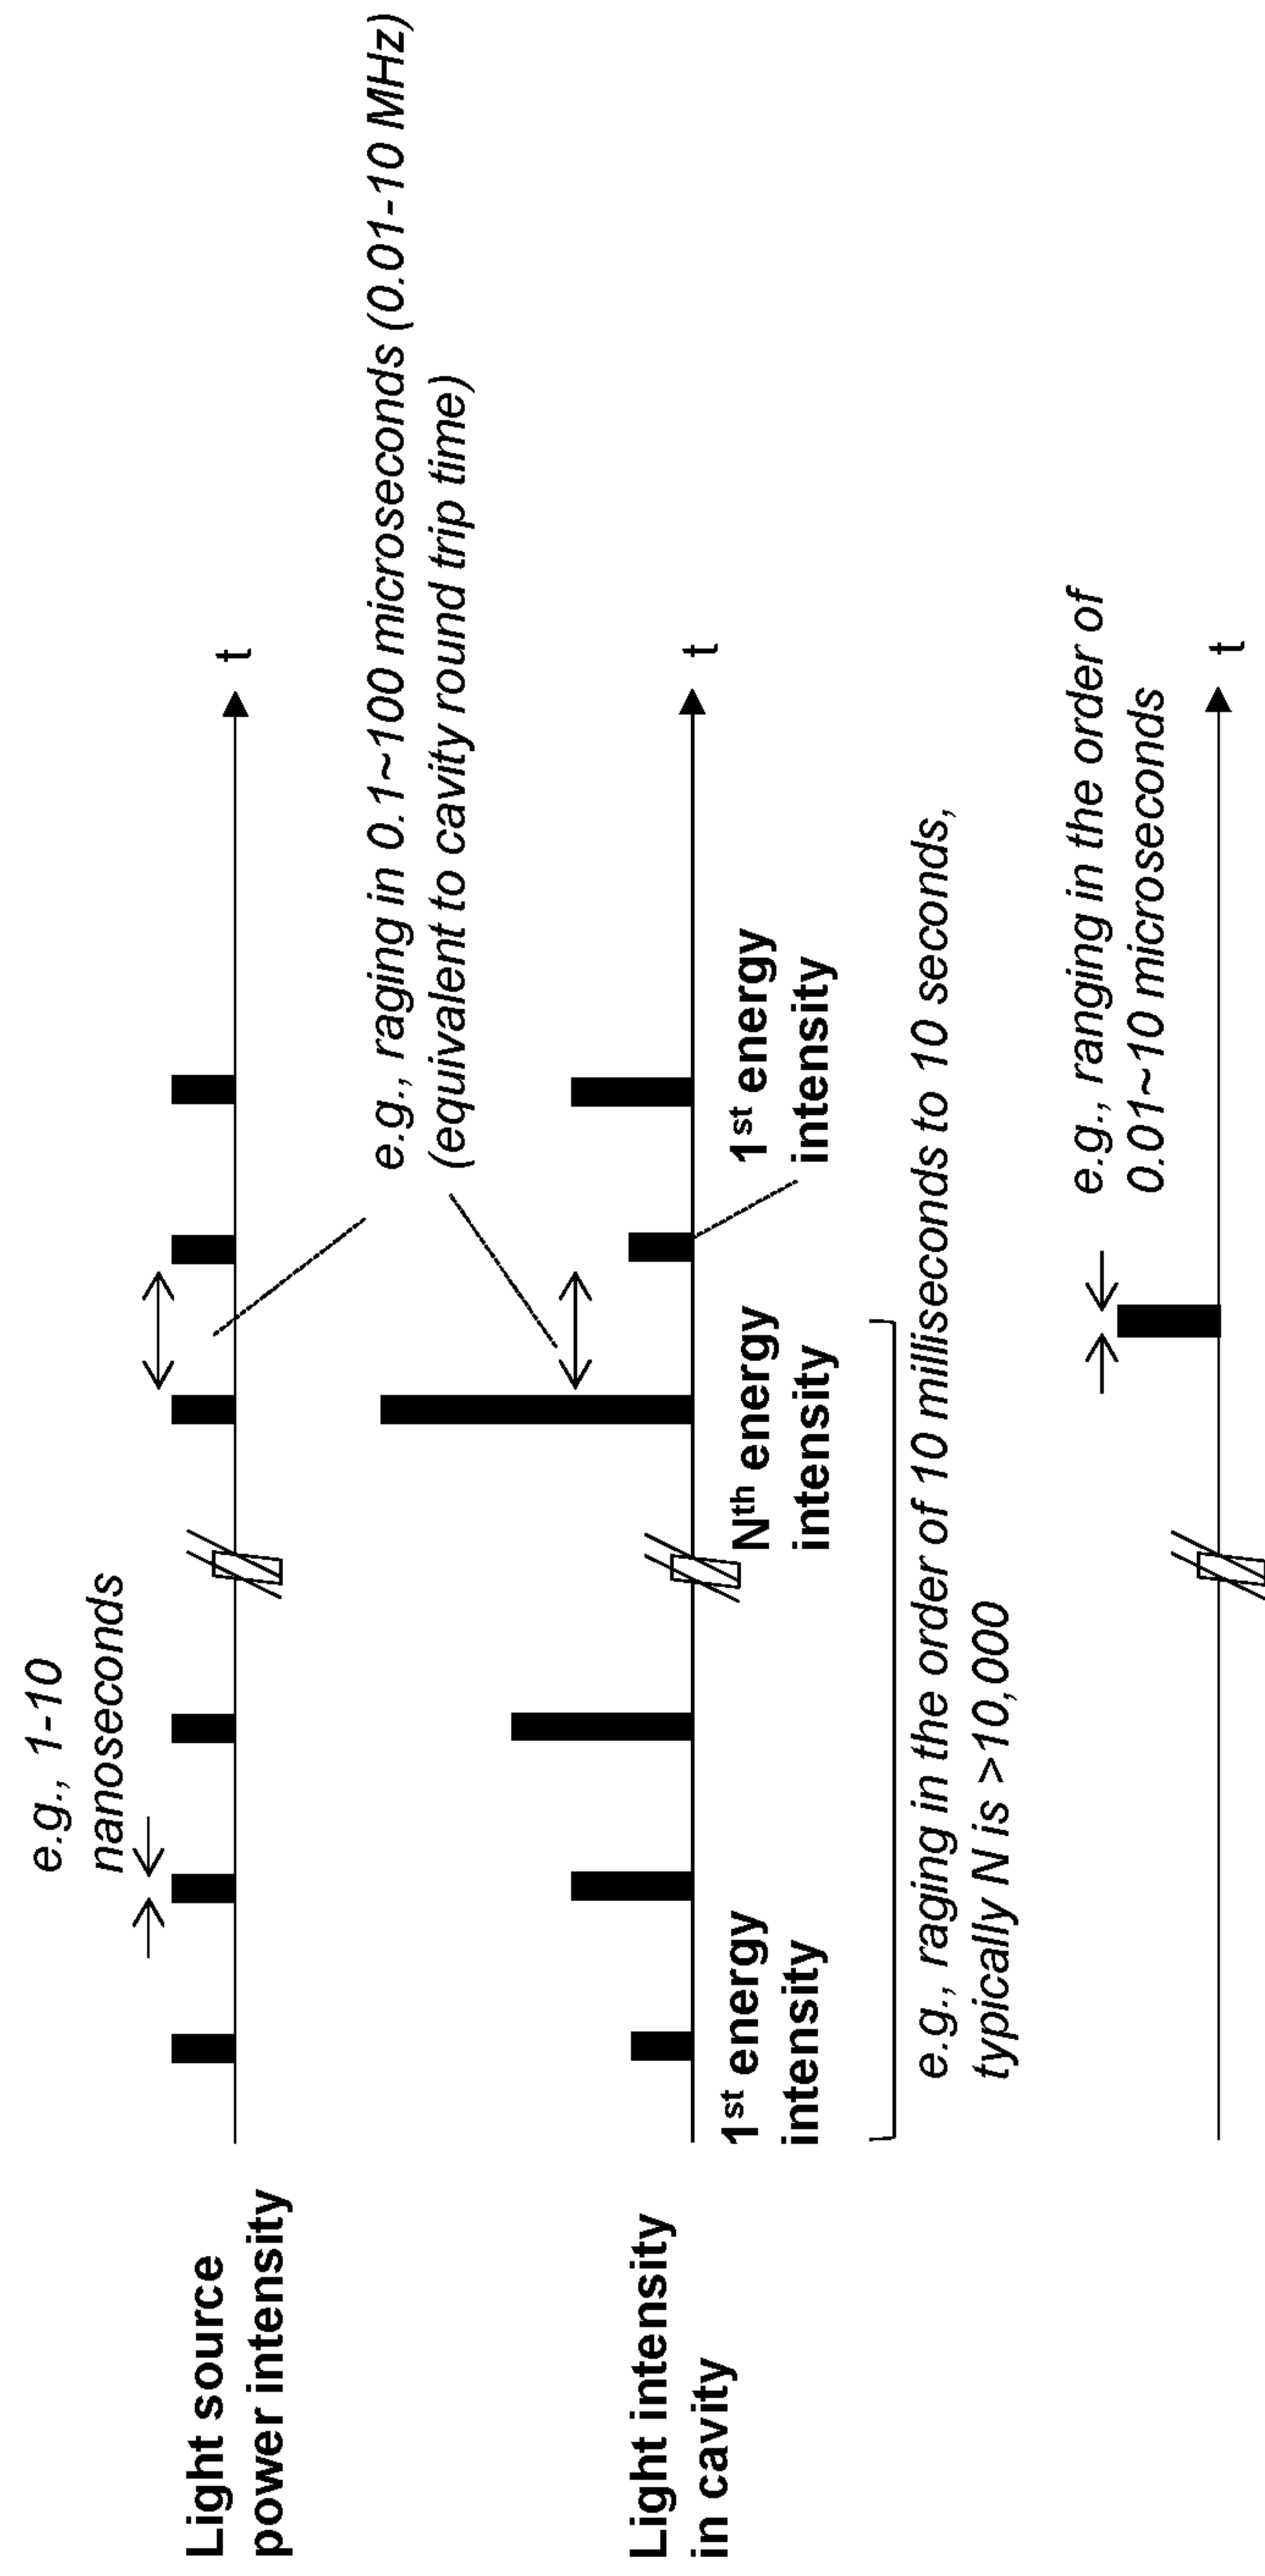 e.g., 1-10
nanoseconds
Light source
power intensity
t
e.g., raging in 0.1~100 microseconds (0.01-10 MHz)
(equivalent to cavity round trip time)
Light intensity
in cavity
t
1st energy
intensity
Nth energy
intensity
1st energy
intensity
e.g., raging in the order of 10 milliseconds to 10 seconds,
typically N is >10,000
e.g., ranging in the order of
0.01~10 microseconds
t